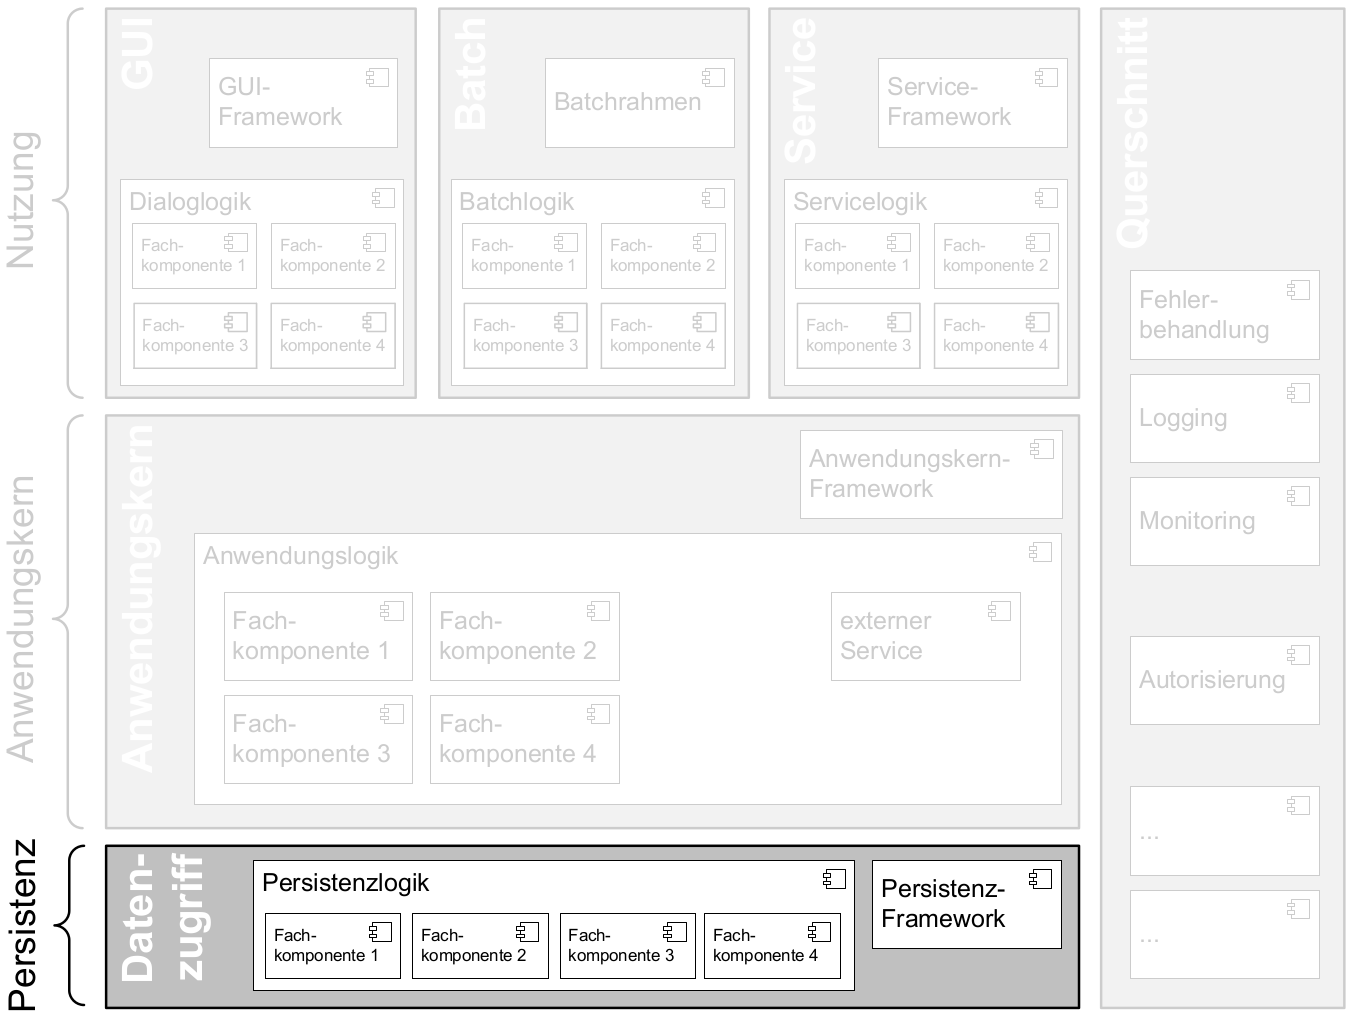 Nutzung
GUI
GUI-
Framework
Dialoglogik
Fach-
komponente 1
Fach-
komponente 2
Fach-
komponente 3
Fach-
komponente 4
Batch
Batchrahmen
Batchlogik
Fach-
komponente 1
Fach-
komponente 2
Fach-
komponente 3
Fach-
komponente 4
Service
Service-
Framework
Servicelogik
Fach-
komponente 1
Fach-
komponente 2
Fach-
komponente 3
Fach-
komponente 4
Anwendungskern
Anwendungskern
Anwendungskern-
Framework
Anwendungslogik
Fach-
komponente 1
Fach-
komponente 2
externer
Service
Fach-
komponente 3
Fach-
komponente 4
Persistenz
Daten-
zugriff
Persistenzlogik
Fach-
komponente 1
Fach-
komponente 2
Fach-
komponente 3
Fach-
komponente 4
Persistenz-
Framework
Querschnitt
Fehler-
behandlung
Logging
Monitoring
Autorisierung
...
...